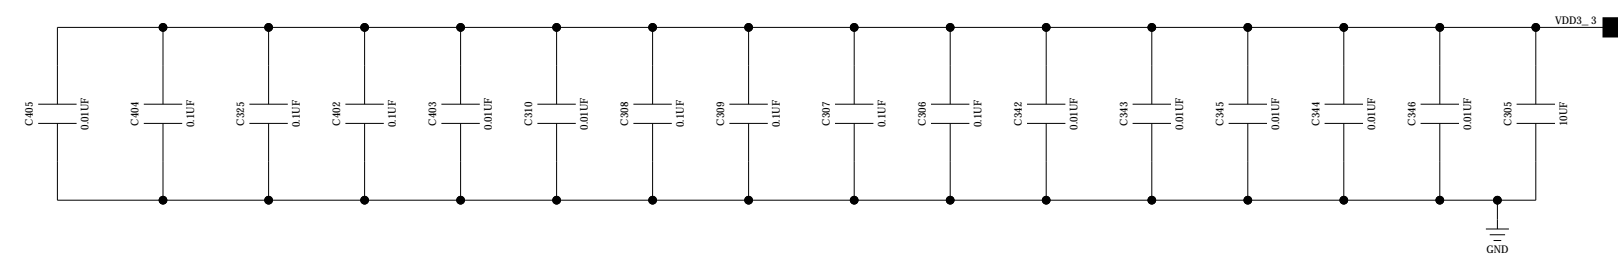 VDD3_3
C405
0.01UF
C404
0.1UF
C325
0.1UF
C402
0.1UF
C403
0.01UF
C310
0.01UF
C308
0.1UF
C309
0.1UF
C307
0.1UF
C306
0.1UF
C342
0.01UF
C343
0.01UF
C345
0.01UF
C344
0.01UF
C346
0.01UF
C305
10UF
GND